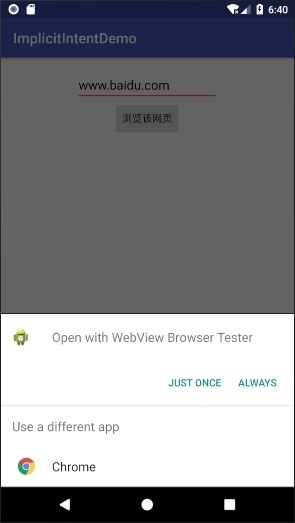 6:40
ImplicitIntentDemo
www.baidu.com
浏览该网页
Open with WebView Browser Tester
JUST ONCE ALWAYS
Use a different app
Chrome